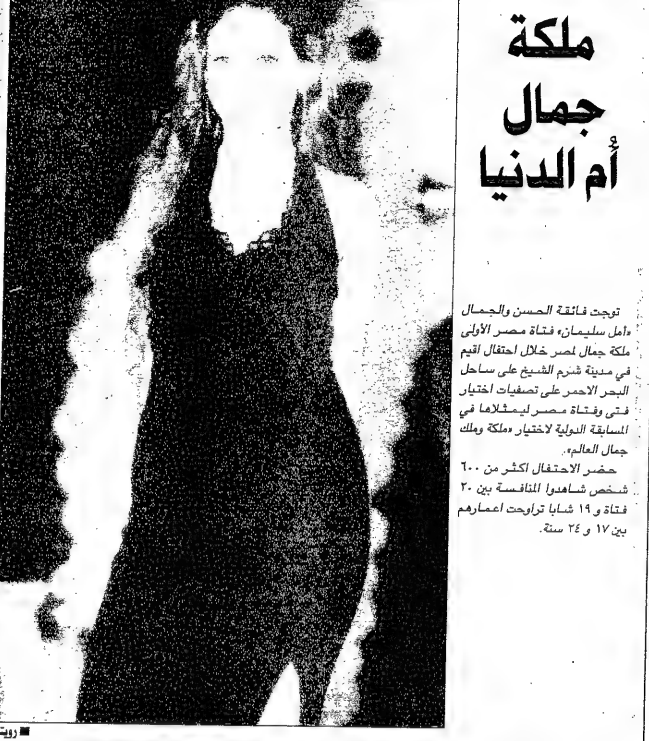 ملكة
جمال
أم الدنيا
توجت فائقة الحسن والجمال
«أمل سليمان» فتاة مصر الأولى
ملكة جمال لمصر خلال احتفال اقيم
في مدينة شرم الشيخ على ساحل
البحر الاحمر على تصفيات اختيار
فتى وفتاة مصر ليمثلاها في
المسابقة الدولية لاختيار «ملكة وملك
جمال العالم».
حضر الاحتفال اكثر من ٦٠٠
شخص شاهدوا المنافسة بين ٢٠
فتاة و ١٩ شابا تراوحت اعمارهم
بين ١٧ و ٢٤ سنة.